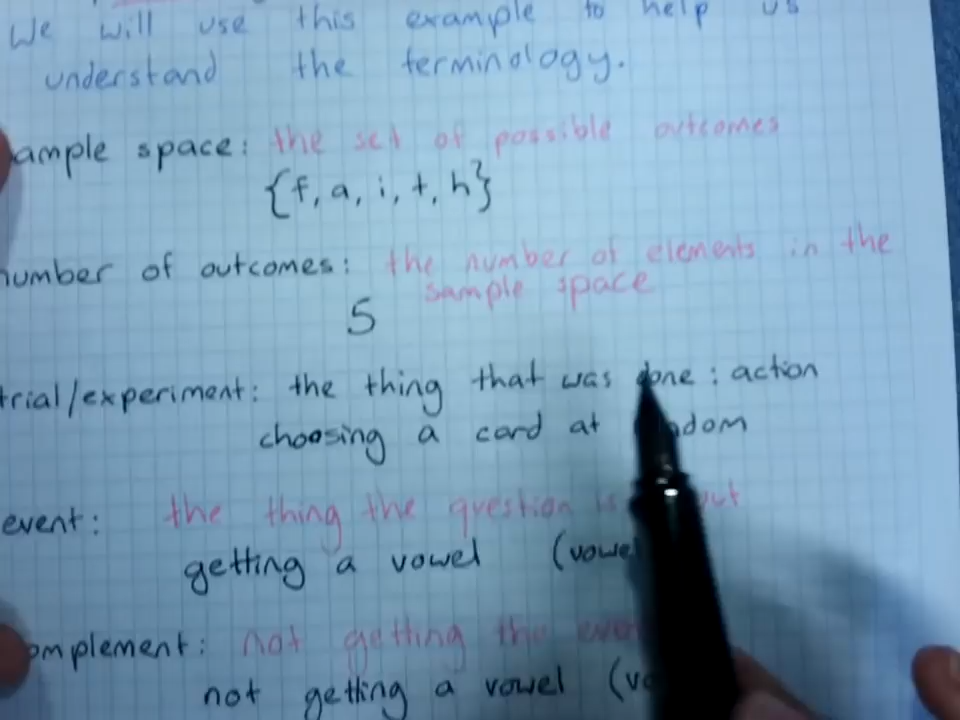 We will use this example to help us
understand the terminology.
ample space: the set of possible outcomes
{f, a, i, t, h}
number of outcomes: the number of elements in the
sample space
5
trial/experiment: the thing that was done: action
choosing a card at
event: the thing the question is
getting a vowel (vowel
omplement: not getting the
not getting a vowel